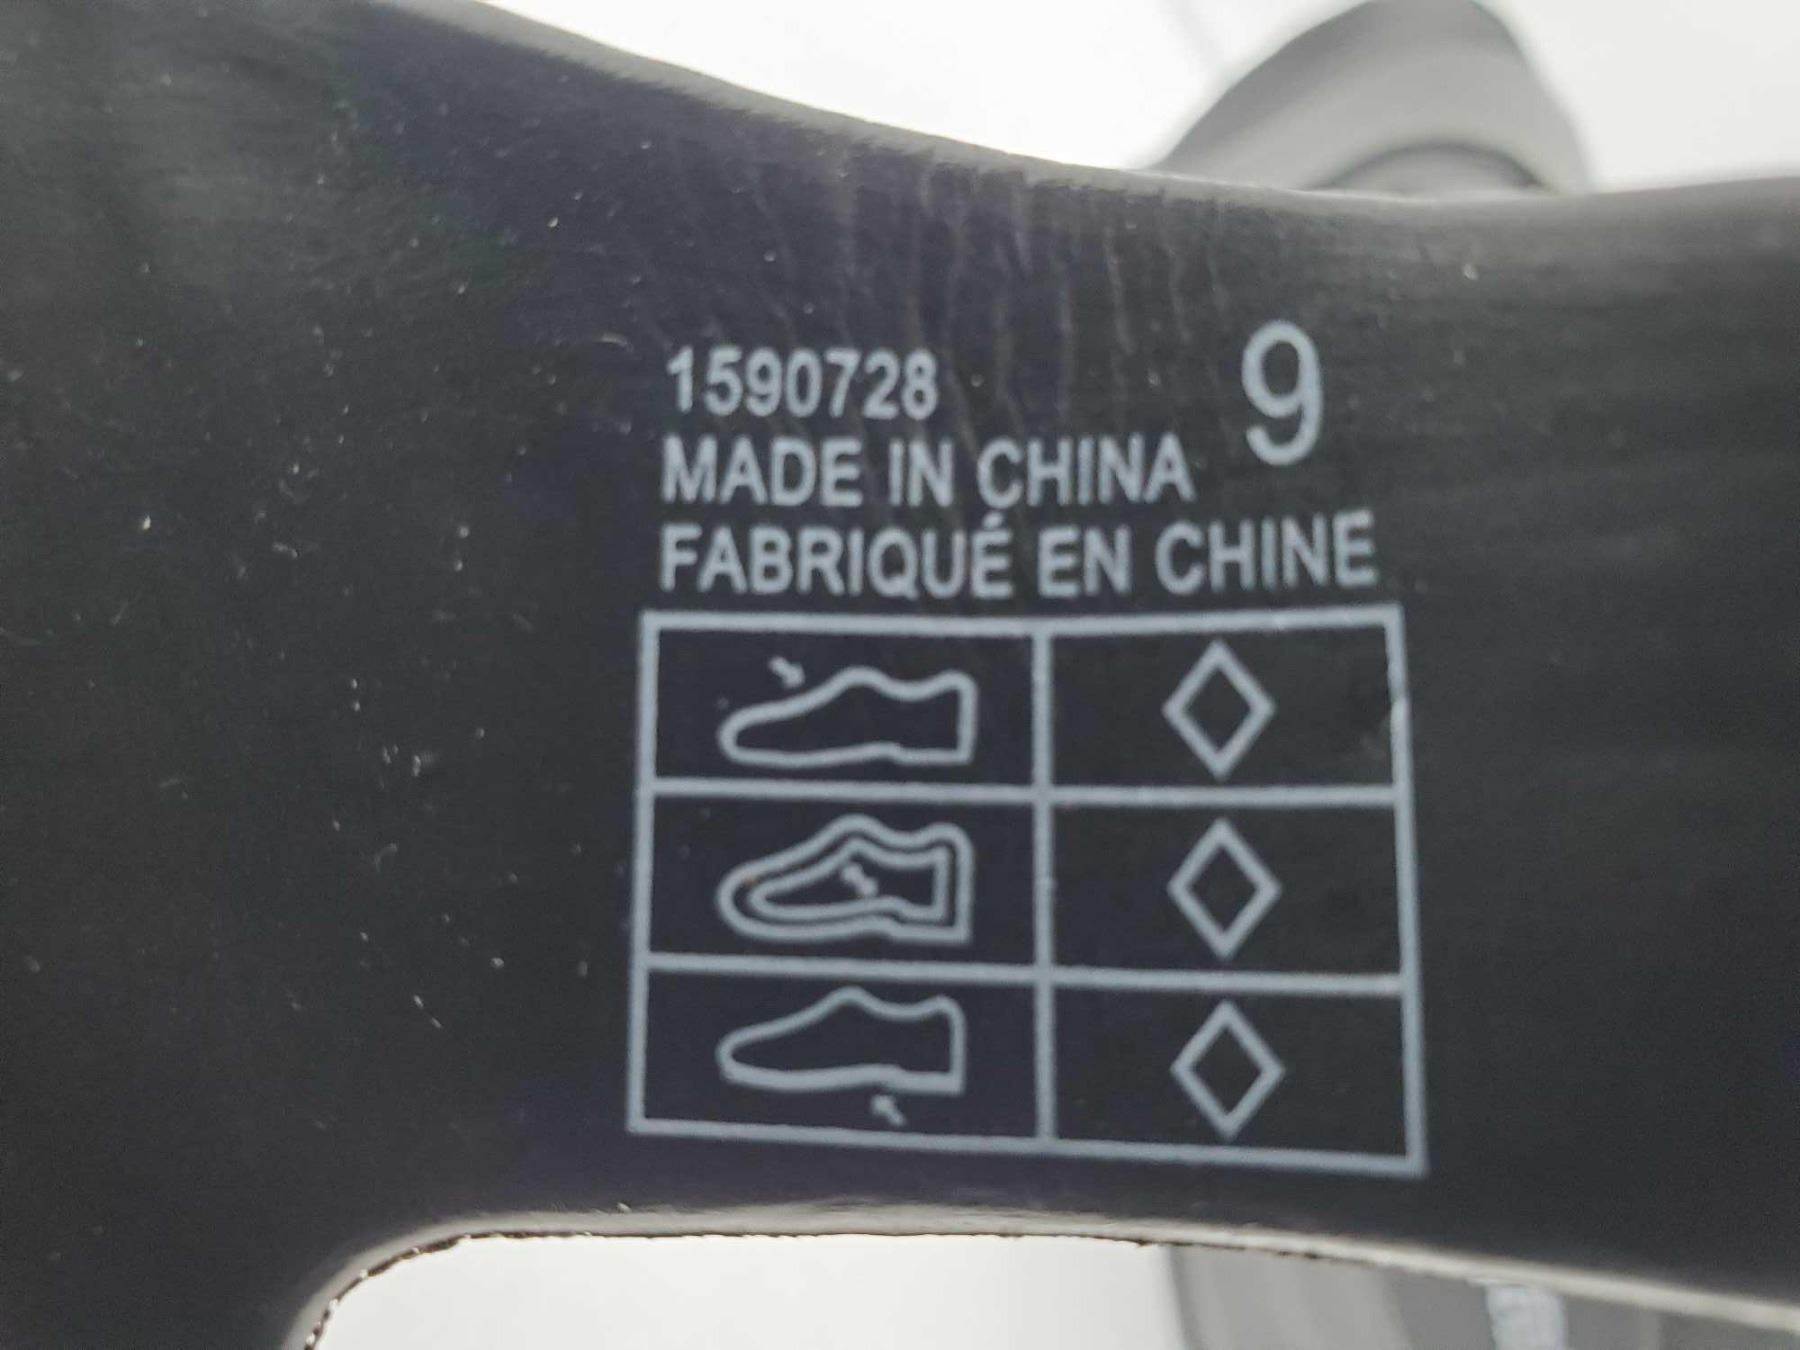 1590728 9
MADE IN CHINA
FABRIQUÉ EN CHINE